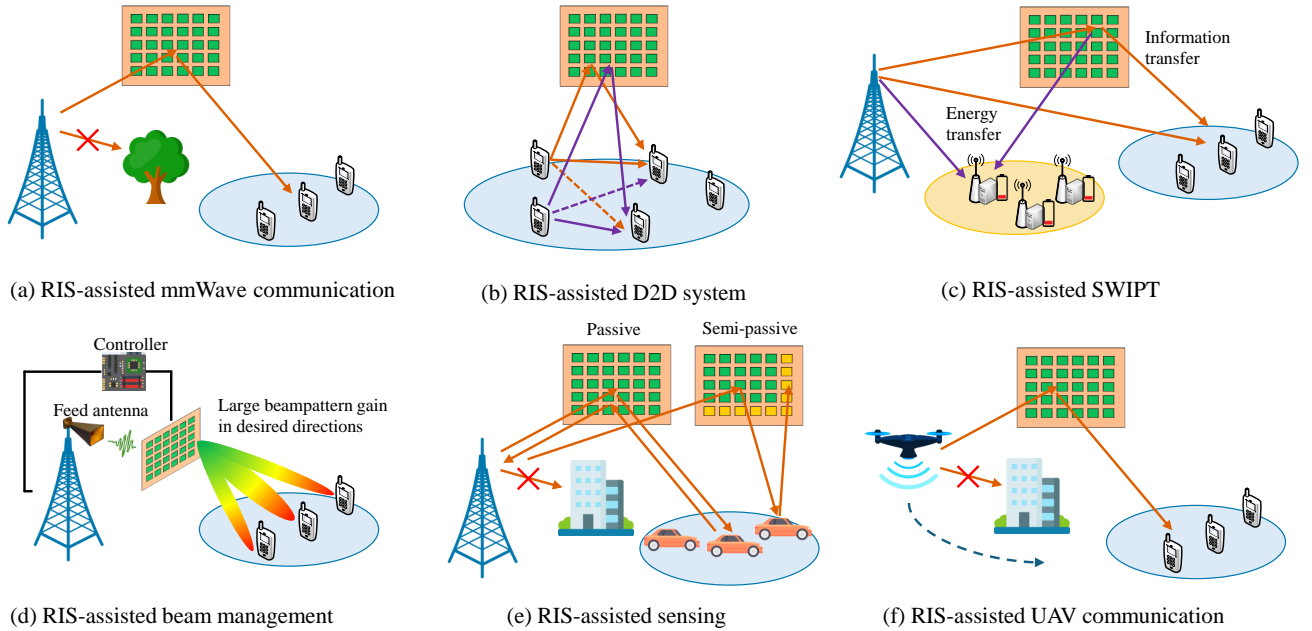 Information
transfer
Energy
transfer
(a) RIS-assisted mmWave communication
(b) RIS-assisted D2D system
(c) RIS-assisted SWIPT
Controller
Feed antenna
Large beampattern gain
in desired directions
Passive
Semi-passive
(d) RIS-assisted beam management
(e) RIS-assisted sensing
(f) RIS-assisted UAV communication